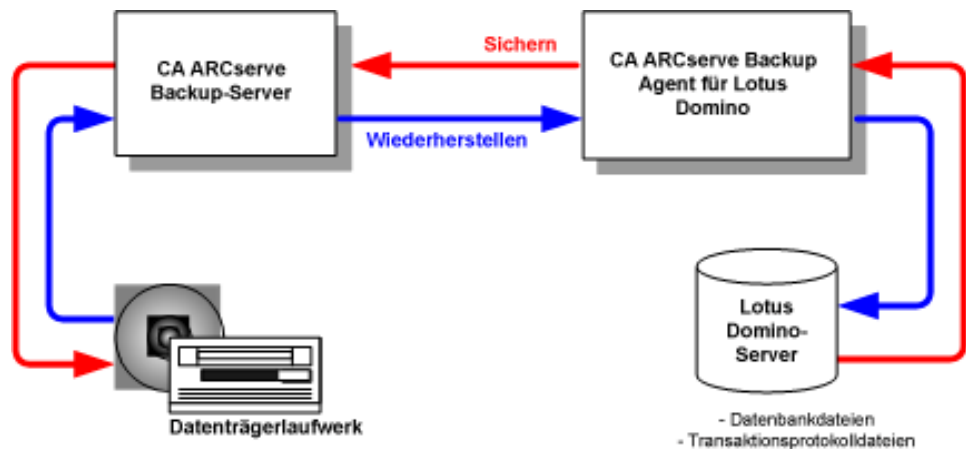 CA ARCserve
Backup-Server
Sichern
Wiederherstellen
CA ARCserve Backup
Agent für Lotus
Domino
Lotus
Domino-
Server
Datenträgerlaufwerk
- Datenbankdateien
- Transaktionsprotokolldateien